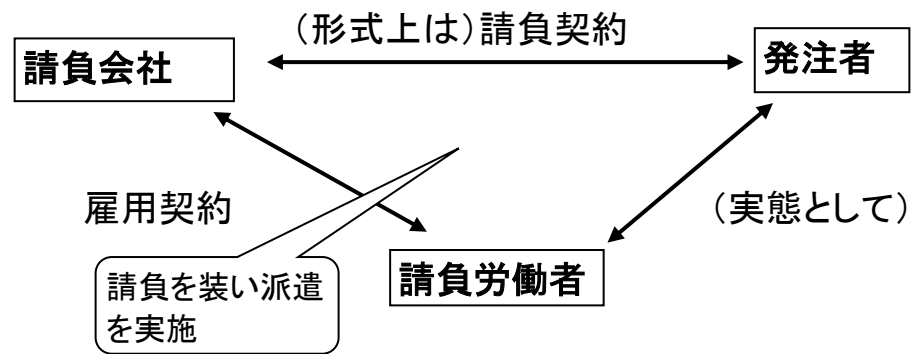 （形式上は）請負契約
請負会社
発注者
雇用契約
（実態として）
請負労働者
請負を装い派遣
を実施